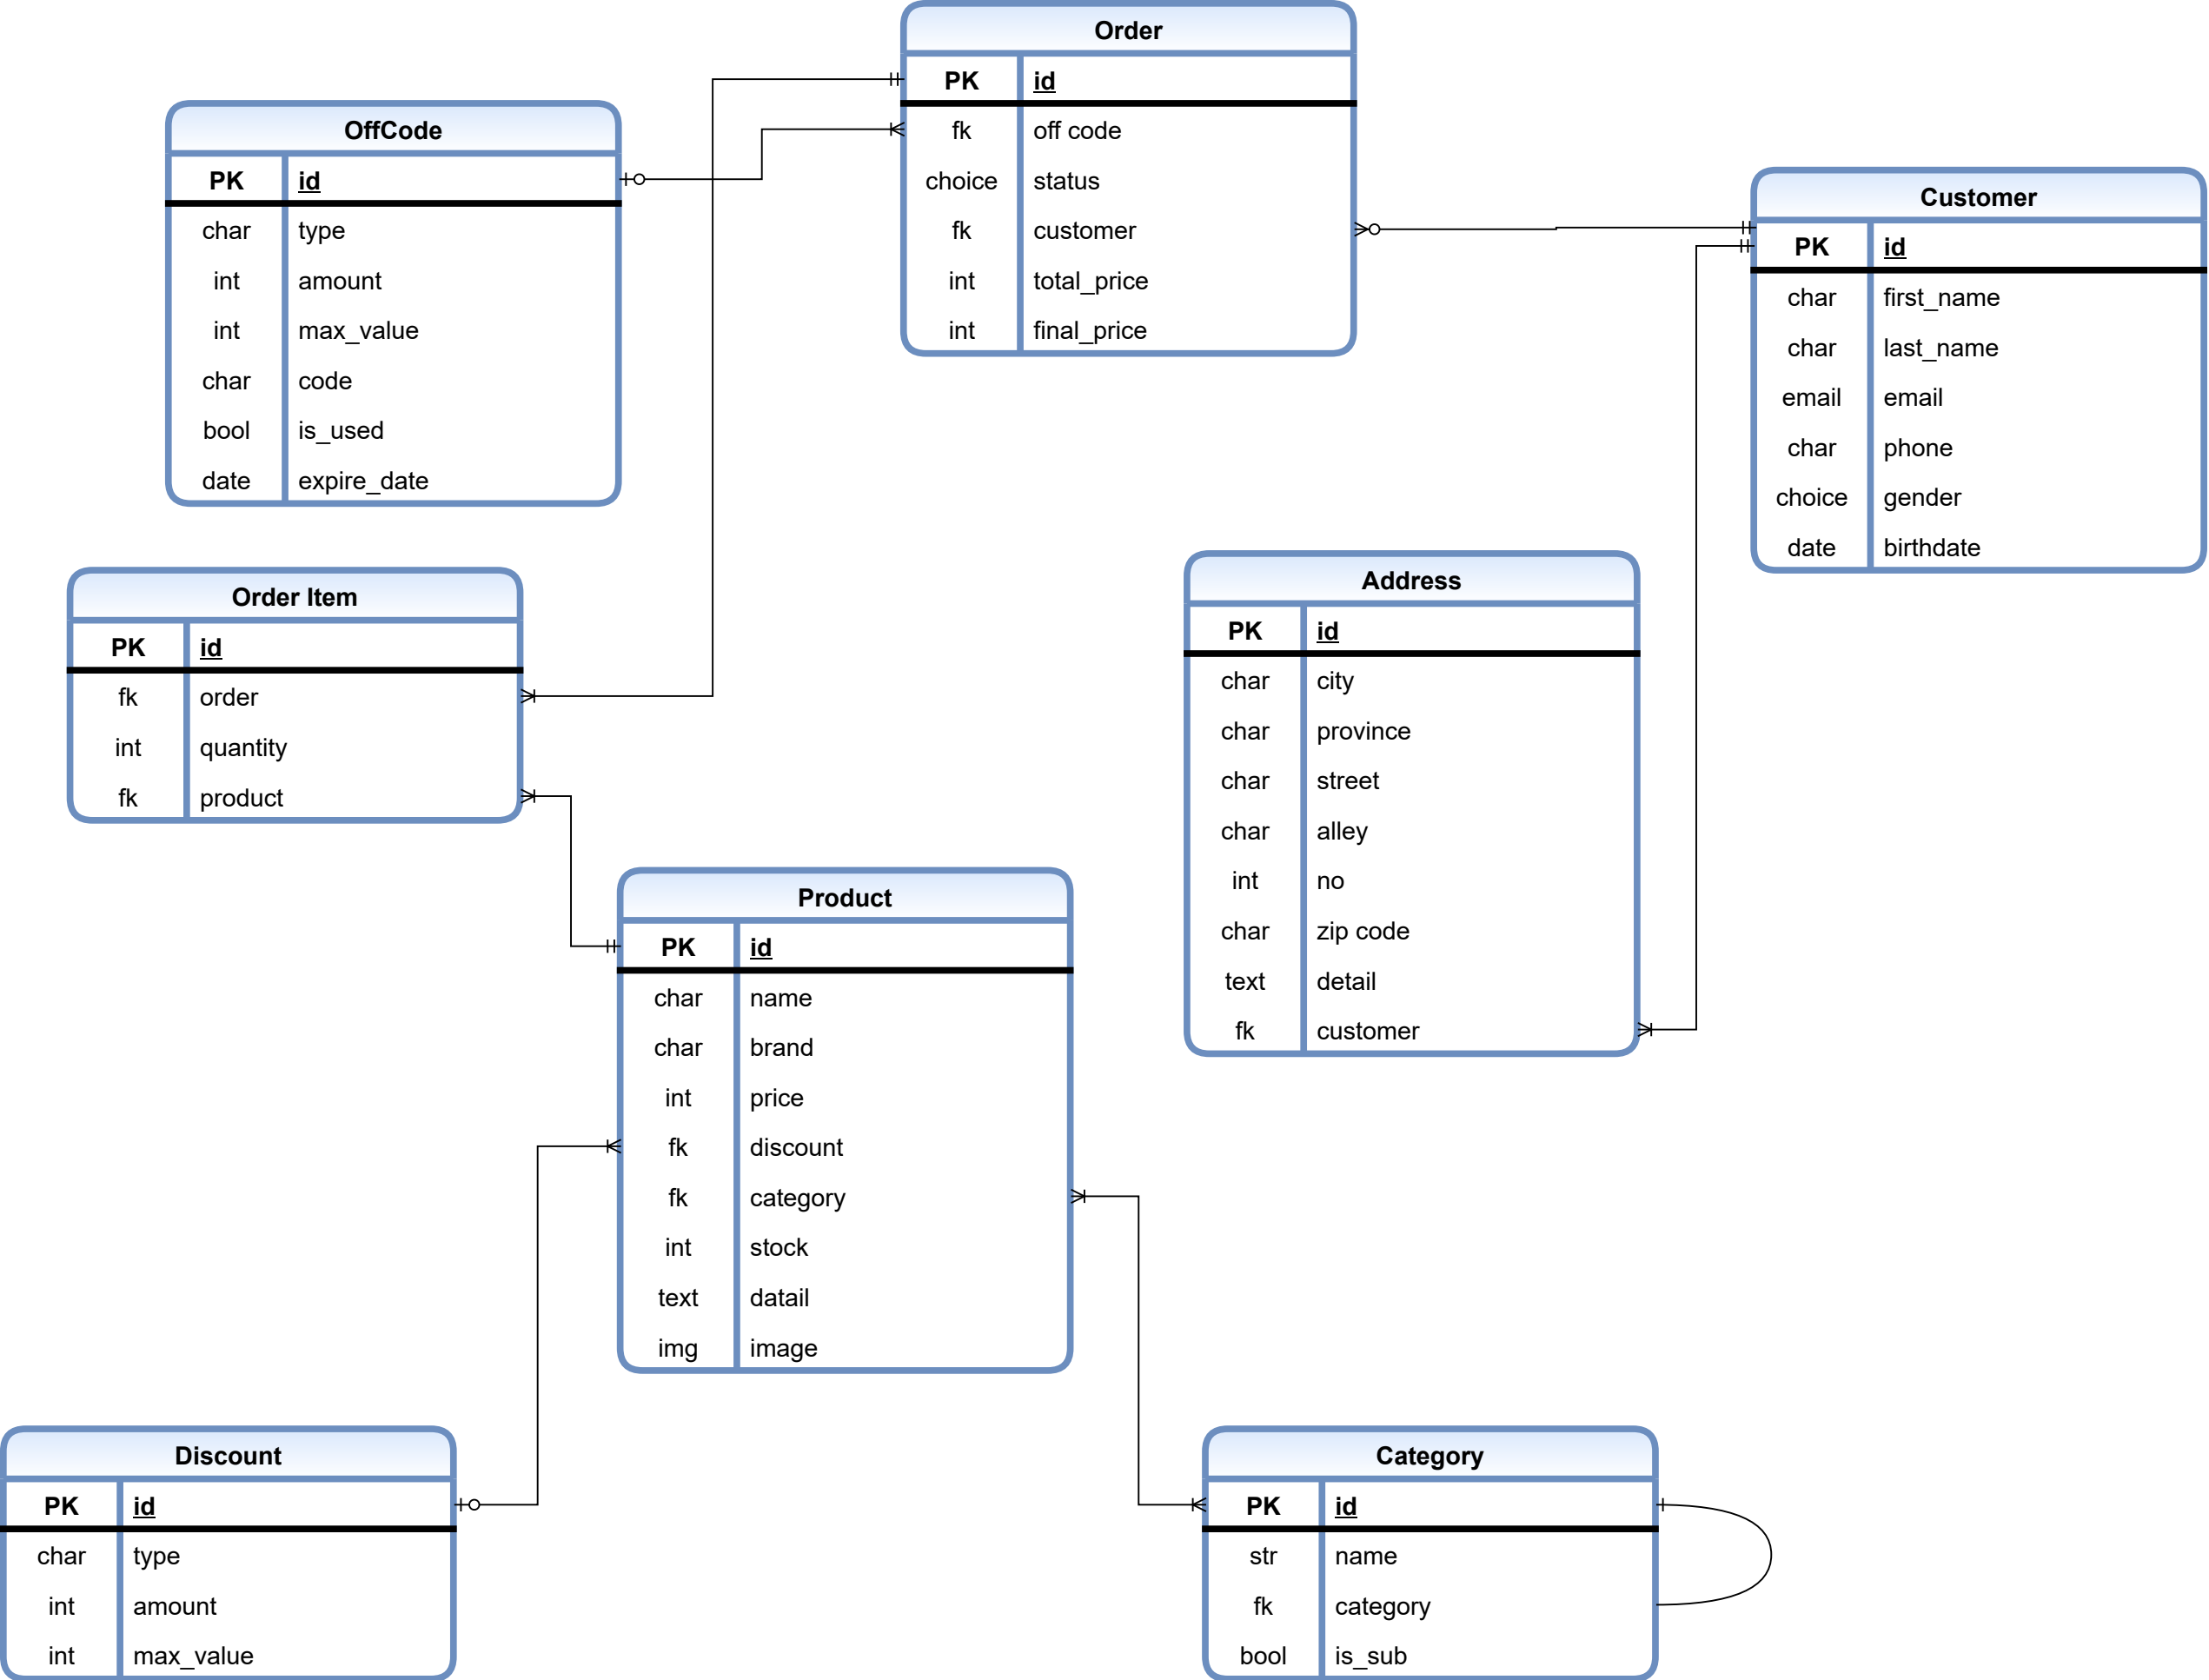 Order
PK id
fk off code
choice status
fk customer
int total_price
int final_price
OffCode
PK id
char type
int amount
int max_value
char code
bool is_used
date expire_date
Customer
PK id
char first_name
char last_name
email email
char phone
choice gender
date birthdate
Order Item
PK id
fk order
int quantity
fk product
Address
PK id
char city
char province
char street
char alley
int no
char zip code
text detail
fk customer
Product
PK id
char name
char brand
int price
fk discount
fk category
int stock
text datail
img image
Discount
PK id
char type
int amount
int max_value
Category
PK id
str name
fk category
bool is_sub